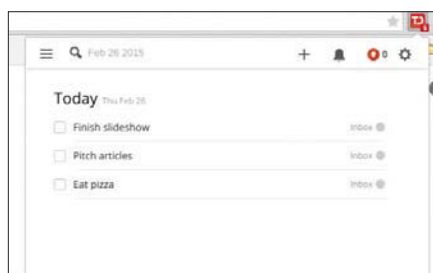 Feb 26 2015
0
Today Thu Feb 26
Finish slideshow Inbox
Pitch articles Inbox
Eat pizza Inbox